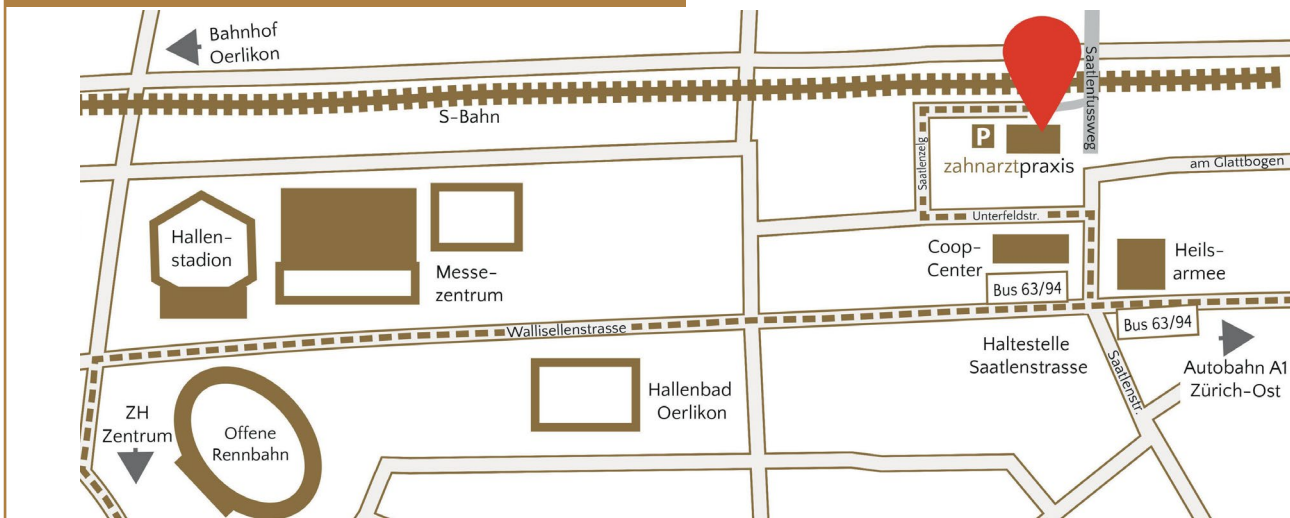 Bahnhof
Oerlikon
S-Bahn
Saatlenfussweg
P
zahnarztpraxis
Saatlenzelg
am Glattbogen
Unterfeldstr.
Hallen-
stadion
Messe-
zentrum
Coop-
Center
Heils-
armee
Bus 63/94
Bus 63/94
Wallisellenstrasse
Haltestelle
Saatlenstrasse
Saatlenstr.
Autobahn A1
Zürich-Ost
Hallenbad
Oerlikon
ZH
Zentrum
Offene
Rennbahn